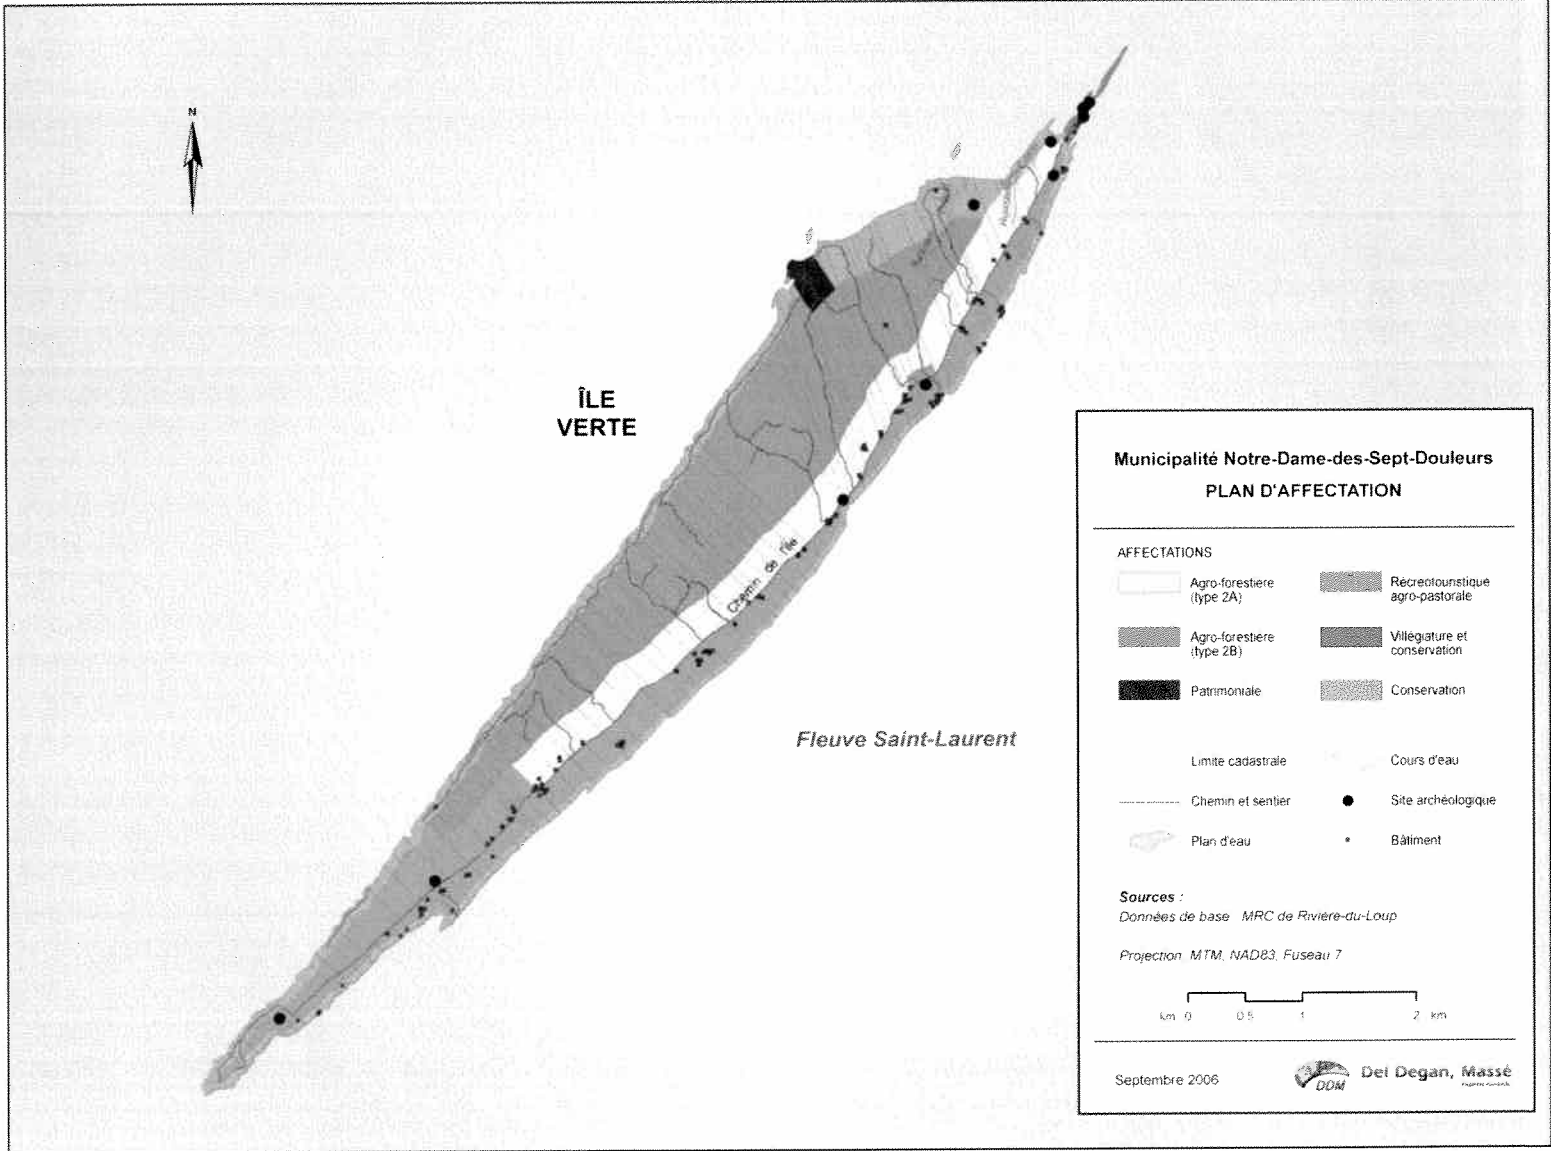 N
ÎLE
VERTE
Chemin de l'île
Fleuve Saint-Laurent
Municipalité Notre-Dame-des-Sept-Douleurs
PLAN D'AFFECTATION
AFFECTATIONS
Agro-forestière
(type 2A)
Récréotouristique
agro-pastorale
Agro-forestière
(type 2B)
Villégiature et
conservation
Patrimoniale
Conservation
Limite cadastrale
Cours d'eau
Chemin et sentier
Site archéologique
Plan d'eau
Bâtiment
Sources :
Données de base MRC de Rivière-du-Loup
Projection MTM, NAD83, Fuseau 7
km 0 0.5 1 2 km
Septembre 2006
DDM
Del Degan, Massé